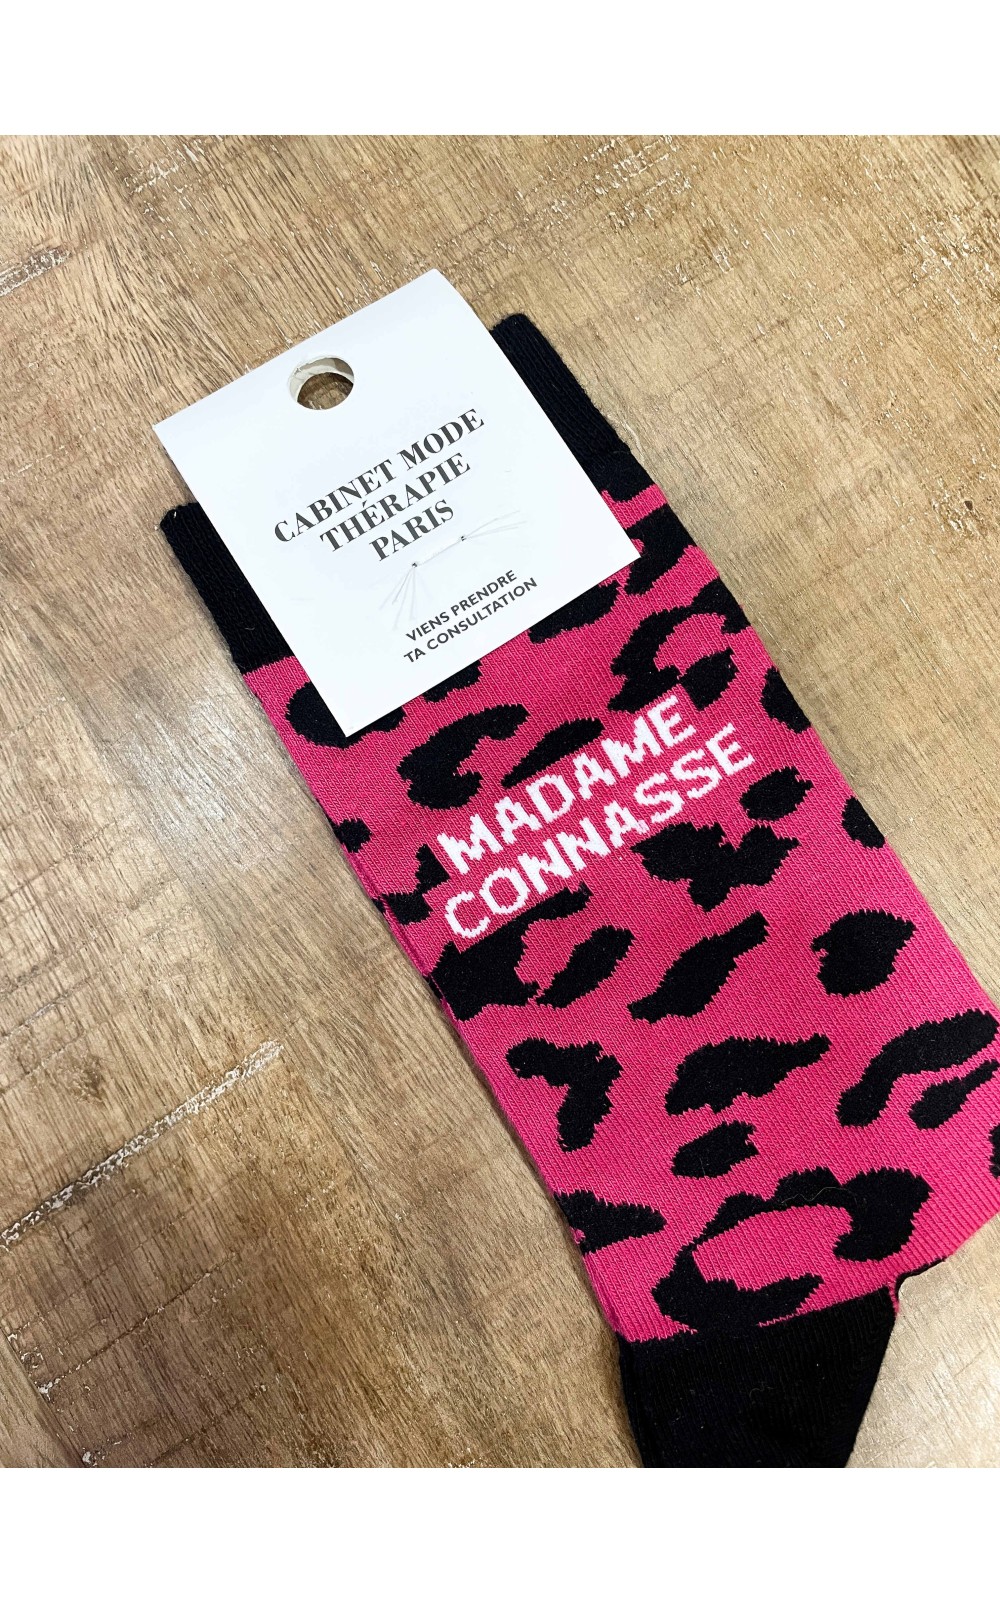 CABINET MODE
THÉRAPIE
PARIS
VIENS PRENDRE
TA CONSULTATION
MADAME
CONNASSE